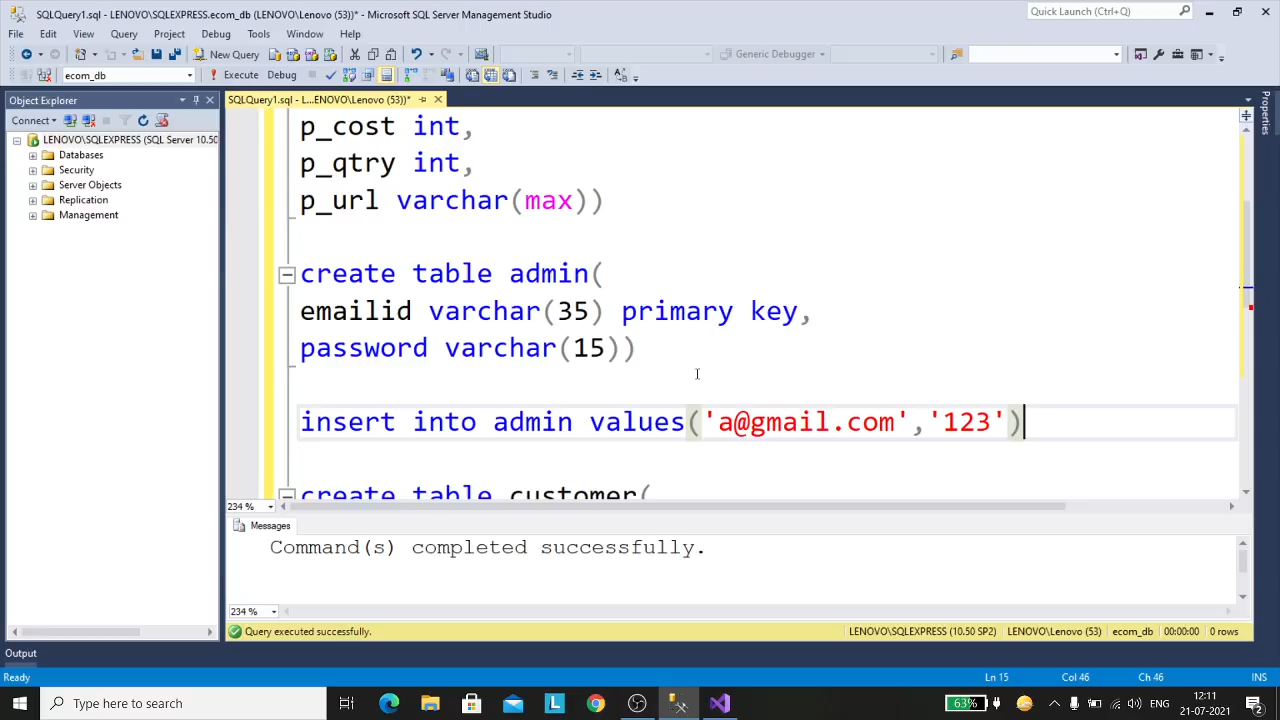 SQLQuery1.sql - LENOVO\SQLEXPRESS.ecom_db (LENOVO\Lenovo (53))* - Microsoft SQL Server Management Studio
Quick Launch (Ctrl+Q)
File Edit View Query Project Debug Tools Window Help
New Query Generic Debugger
ecom_db Execute Debug
Object Explorer
SQLQuery1.sql - L...ENOVO\Lenovo (53))*
Properties
Connect
LENOVO\SQLEXPRESS (SQL Server 10.50
Databases
Security
Server Objects
Replication
Management
p_cost int,
p_qtry int,
p_url varchar(max))
create table admin(
emailid varchar(35) primary key,
password varchar(15))
insert into admin values('a@gmail.com','123')
create table customer(
234 %
Messages
Command(s) completed successfully.
234 %
Query executed successfully. LENOVO\SQLEXPRESS (10.50 SP2) LENOVO\Lenovo (53) ecom_db 00:00:00 0 rows
Output
Ready Ln 15 Col 46 Ch 46 INS
Type here to search
63% ENG 12:11
21-07-2021 2